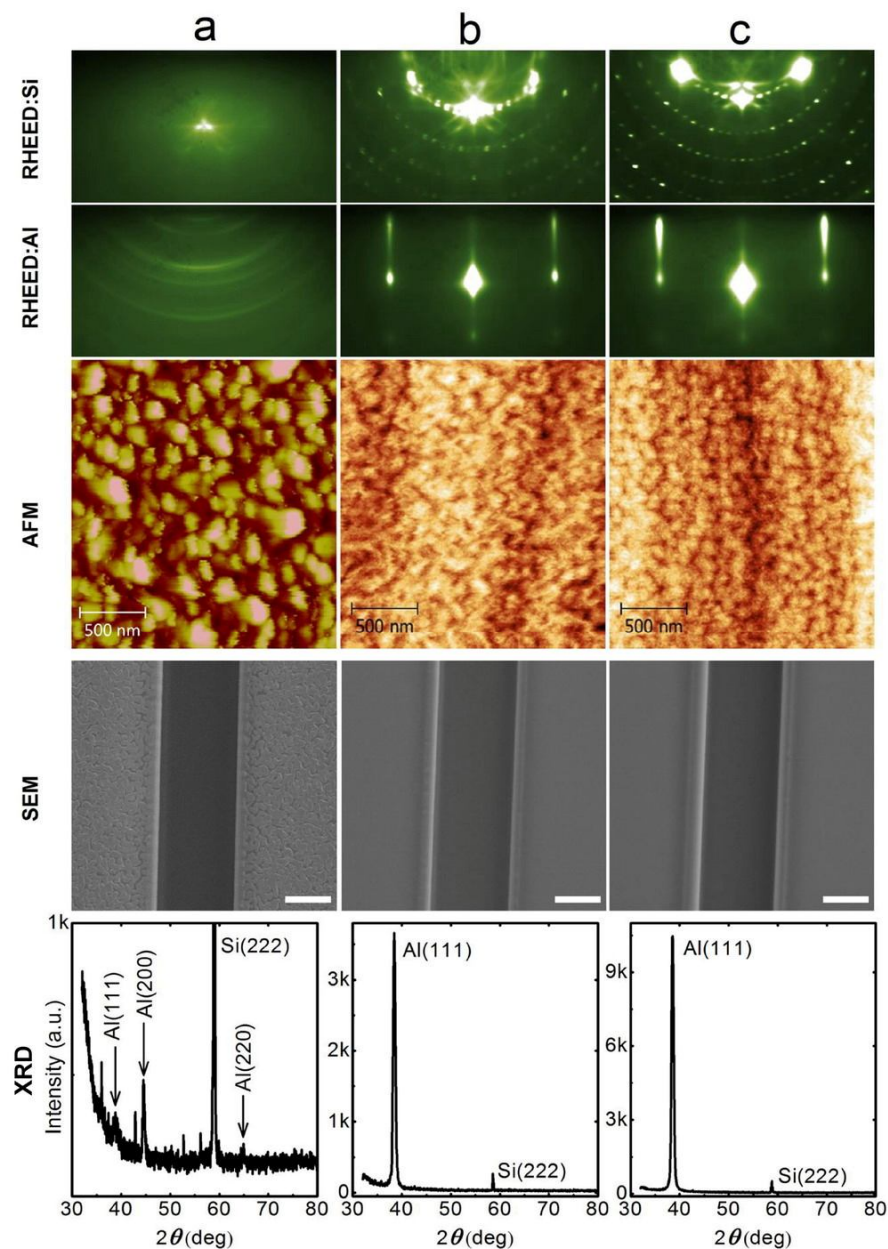 a b c
RHEED:Si
RHEED:Al
AFM
500 nm 500 nm 500 nm
SEM
XRD
Intensity (a.u.)
1k
Al(111)
Al(200)
Si(222)
Al(220)
30 40 50 60 70 80
2θ(deg)
3k
2k
1k
0
Al(111)
Si(222)
30 40 50 60 70 80
2θ(deg)
9k
6k
3k
0
Al(111)
Si(222)
30 40 50 60 70 80
2θ(deg)